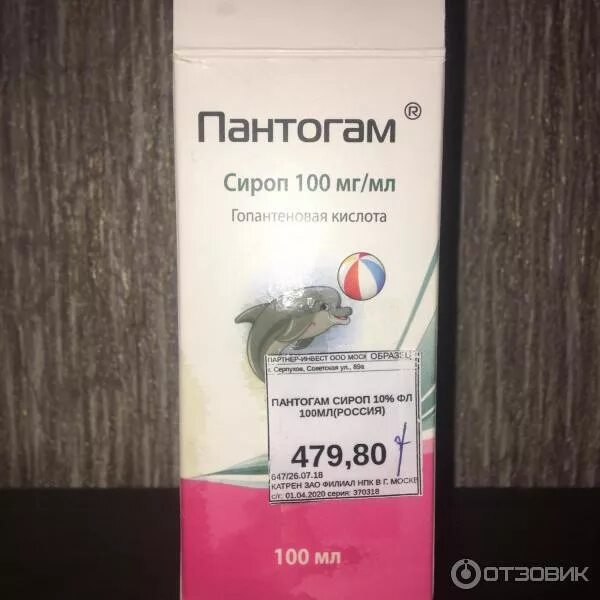 Пантогам ®
Сироп 100 мг/мл
Гопантеновая кислота
ПАРТНЕР-ИНВЕСТ ООО МОСК ОБРАЗЕЦ
г. Серпухов, Советская ул., 89а
ПАНТОГАМ СИРОП 10% ФЛ
100МЛ(РОССИЯ)
479,80
647/26.07.18
КАТРЕН ЗАО ФИЛИАЛ НПК В Г. МОСКВ
с/г: 01.04.2020 серия: 370318
100 мл
ОТЗОВИК